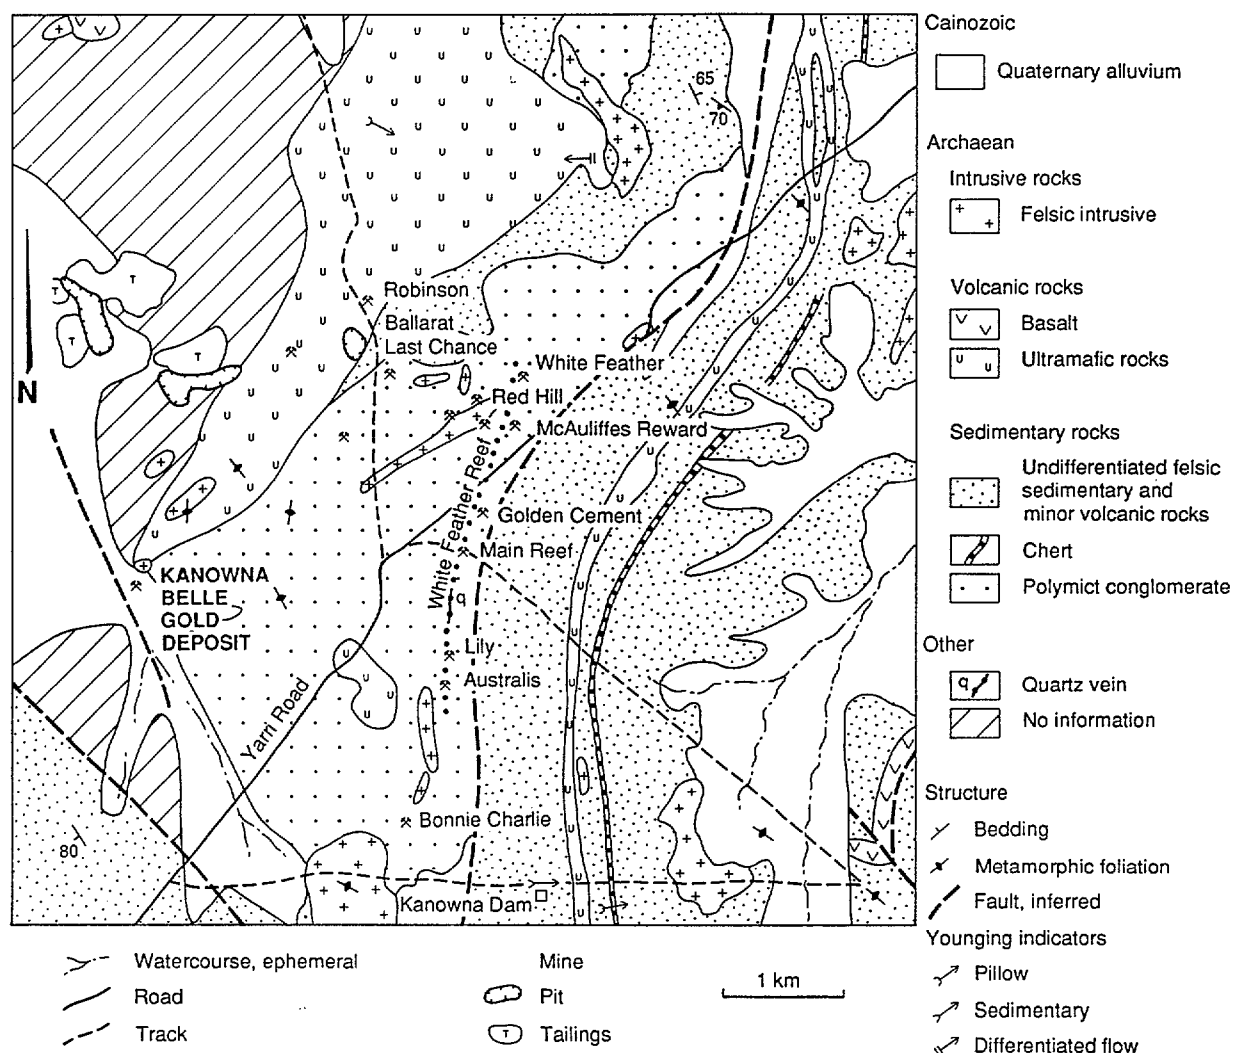 65
70
Robinson
Ballarat
Last Chance
White Feather
Red Hill
McAuliffes Reward
White Feather Reef
Golden Cement
Main Reef
q
Lily
Australis
N
KANOWNA
BELLE
GOLD
DEPOSIT
Yarri Road
80
Bonnie Charlie
Kanowna Dam
Cainozoic
Quaternary alluvium
Archaean
Intrusive rocks
Felsic intrusive
Volcanic rocks
Basalt
Ultramafic rocks
Sedimentary rocks
Undifferentiated felsic
sedimentary and
minor volcanic rocks
Chert
Polymict conglomerate
Other
q
Quartz vein
No information
Structure
Bedding
Metamorphic foliation
Fault, inferred
Younging indicators
Pillow
Sedimentary
Differentiated flow
Watercourse, ephemeral
Road
Track
Mine
Pit
T
Tailings
1 km